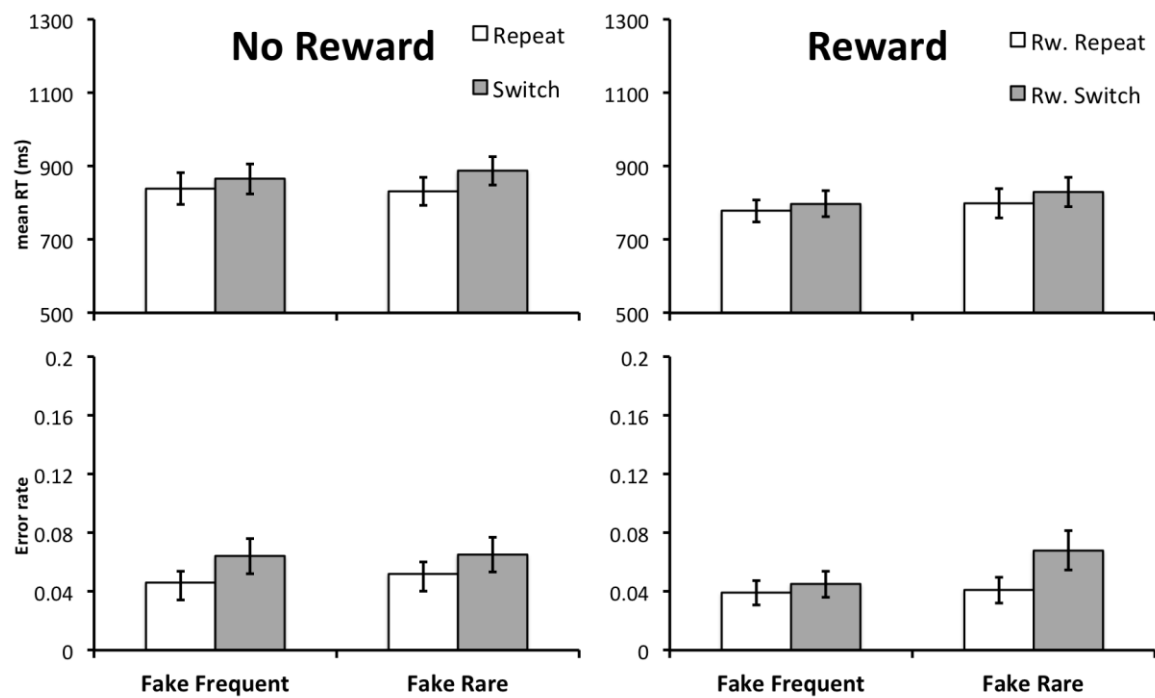 No Reward
Repeat
Switch
mean RT (ms)
1300
1100
900
700
500
Reward
Rw. Repeat
Rw. Switch
1300
1100
900
700
500
Error rate
0.2
0.16
0.12
0.08
0.04
0
Fake Frequent
Fake Rare
0.2
0.16
0.12
0.08
0.04
0
Fake Frequent
Fake Rare